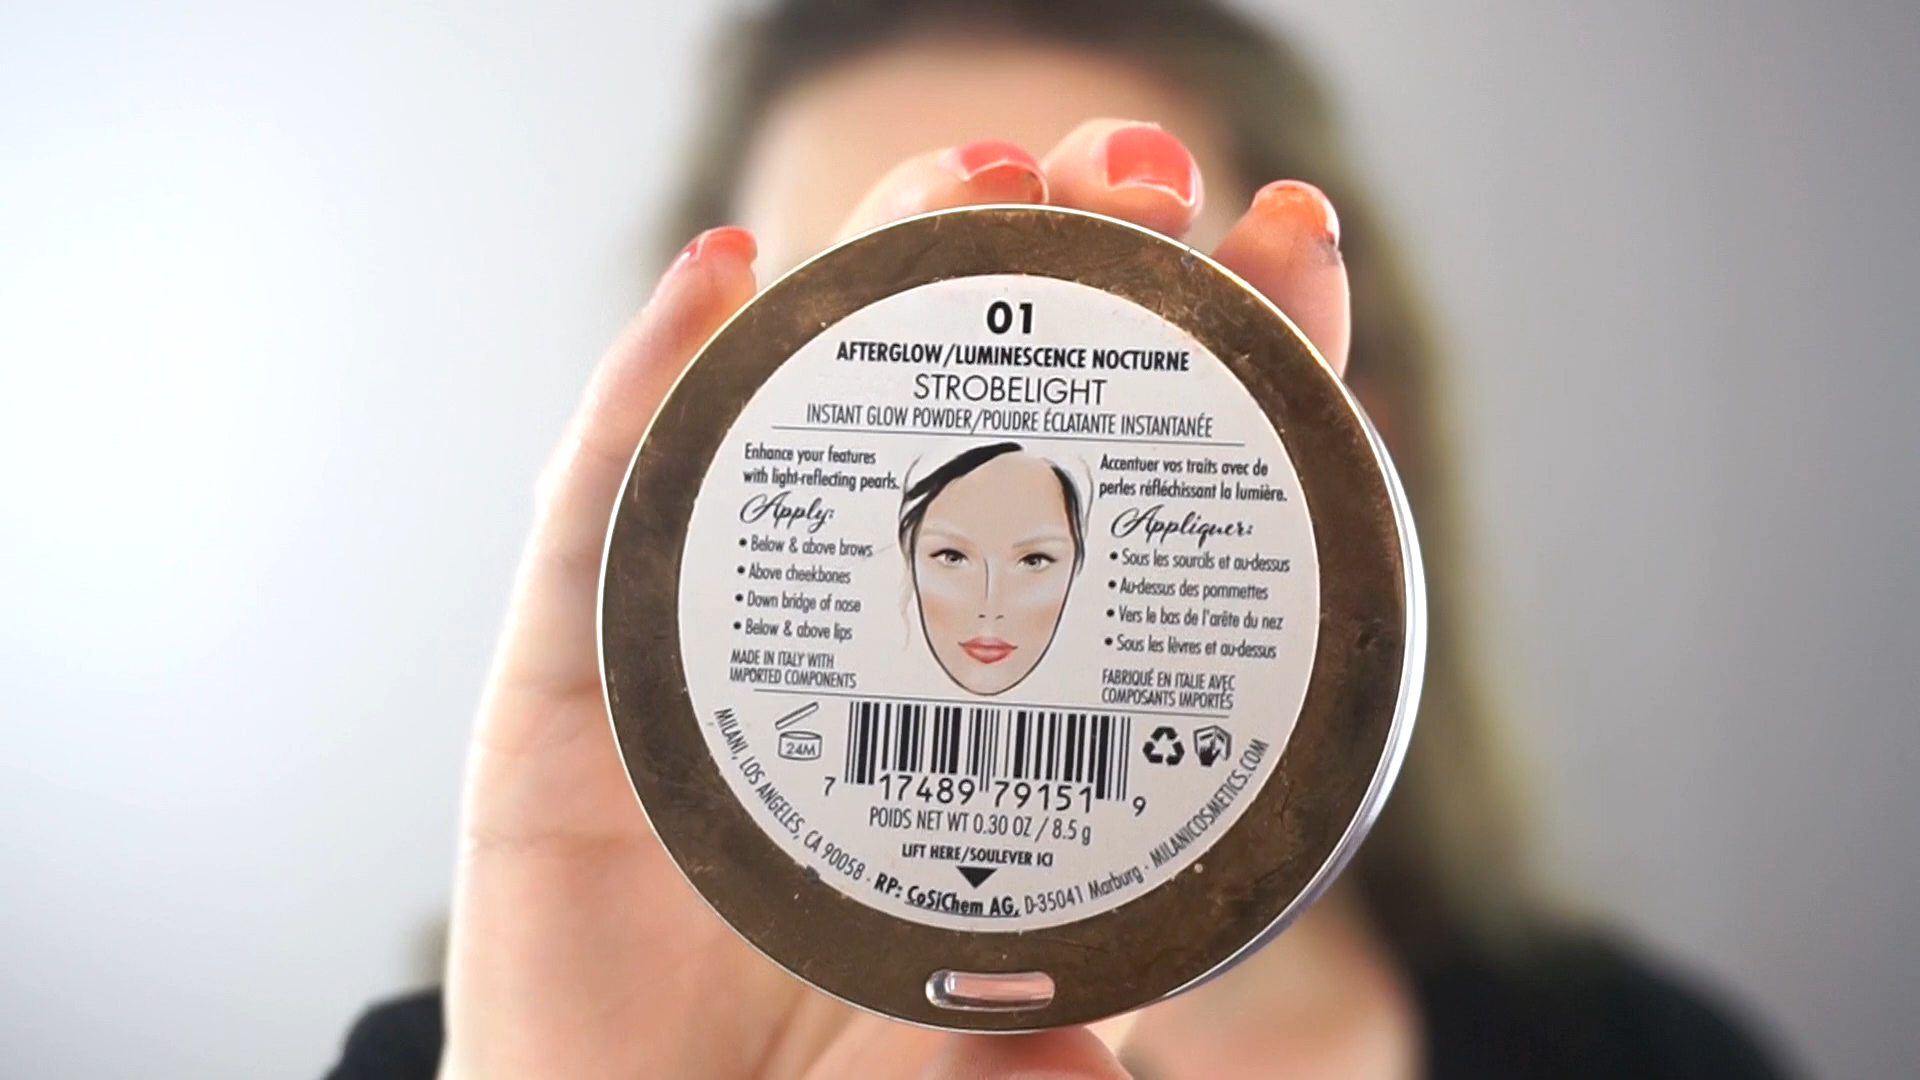 01
AFTERGLOW/LUMINESCENCE NOCTURNE
STROBELIGHT
INSTANT GLOW POWDER/POUDRE ÉCLATANTE INSTANTANÉE
Enhance your features
with light-reflecting pearls.
Apply:
• Below & above brows
• Above cheekbones
• Down bridge of nose
• Below & above lips
MADE IN ITALY WITH
IMPORTED COMPONENTS
Accentuer vos traits avec de
perles réfléchissant la lumière.
Appliquer:
• Sous les sourcils et au-dessus
• Au-dessus des pommettes
• Vers le bas de l'arête du nez
• Sous les lèvres et au-dessus
FABRIQUÉ EN ITALIE AVEC
COMPOSANTS IMPORTÉS
24M
7 17489 79151 9
POIDS NET WT 0.30 OZ / 8.5 g
LIFT HERE/SOULEVER ICI
MILANI, LOS ANGELES, CA 90058 · RP: CoSiChem AG, D-35041 Marburg · MILANICOSMETICS.COM